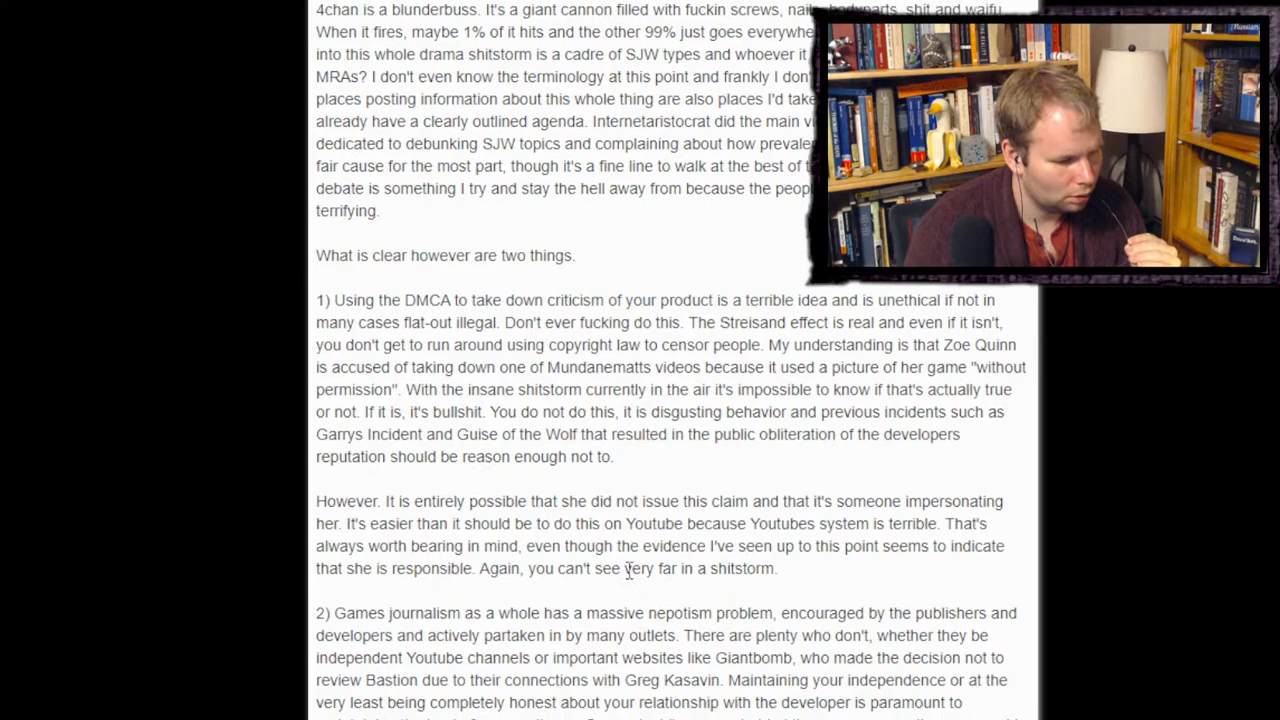 4chan is a blunderbuss. It's a giant cannon filled with fuckin screws, nails, bodyparts, shit and waifu.
When it fires, maybe 1% of it hits and the other 99% just goes
into this whole drama shitstorm is a cadre of SJW types and whoever it
MRAs? I don't even know the terminology at this point and frankly I
places posting information about this whole thing are also places I'd take
already have a clearly outlined agenda. Internetaristocrat did the main
dedicated to debunking SJW topics and complaining about how
fair cause for the most part, though it's a fine line to walk at the best of
debate is something I try and stay the hell away from because the
terrifying.
What is clear however are two things.
1) Using the DMCA to take down criticism of your product is a terrible idea and is unethical if not in
many cases flat-out illegal. Don't ever fucking do this. The Streisand effect is real and even if it isn't,
you don't get to run around using copyright law to censor people. My understanding is that Zoe Quinn
is accused of taking down one of Mundanematts videos because it used a picture of her game "without
permission". With the insane shitstorm currently in the air it's impossible to know if that's actually true
or not. If it is, it's bullshit. You do not do this, it is disgusting behavior and previous incidents such as
Garrys Incident and Guise of the Wolf that resulted in the public obliteration of the developers
reputation should be reason enough not to.
However. It is entirely possible that she did not issue this claim and that it's someone impersonating
her. It's easier than it should be to do this on Youtube because Youtubes system is terrible. That's
always worth bearing in mind, even though the evidence I've seen up to this point seems to indicate
that she is responsible. Again, you can't see very far in a shitstorm.
2) Games journalism as a whole has a massive nepotism problem, encouraged by the publishers and
developers and actively partaken in by many outlets. There are plenty who don't, whether they be
independent Youtube channels or important websites like Giantbomb, who made the decision not to
review Bastion due to their connections with Greg Kasavin. Maintaining your independence or at the
very least being completely honest about your relationship with the developer is paramount to